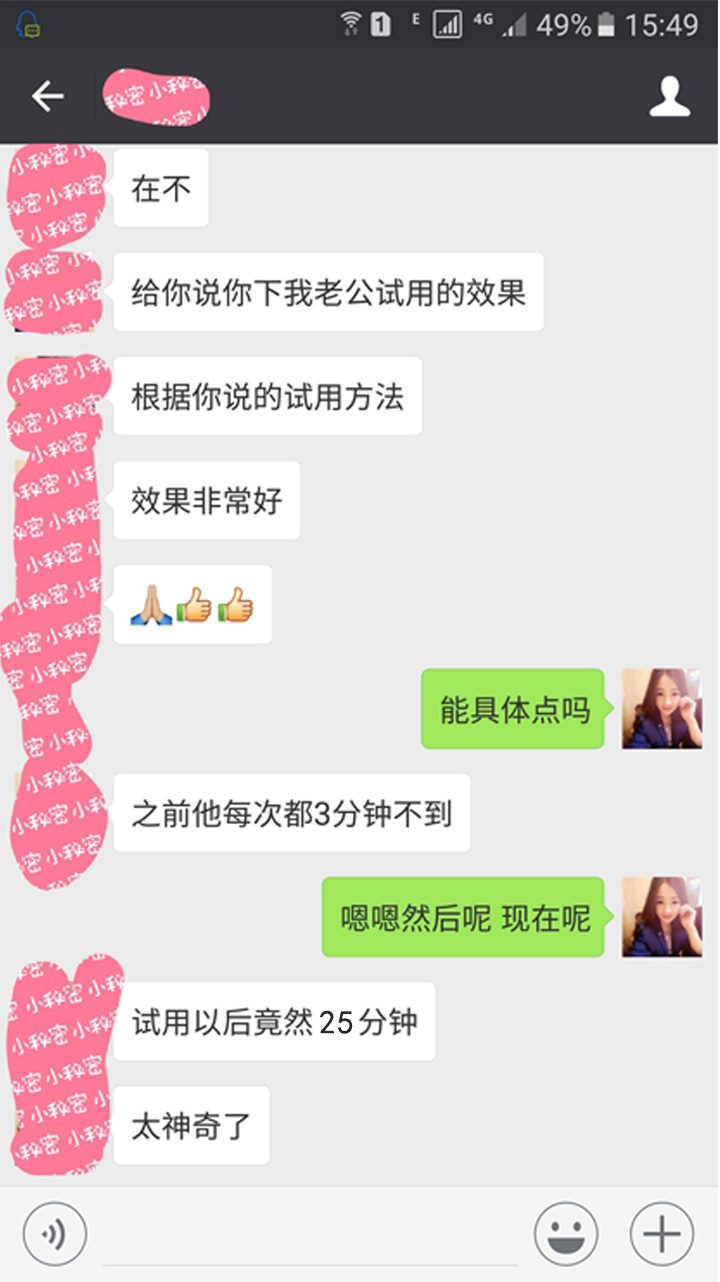 E 4G 49% 15:49
1
秘密 小秘密
在不
给你说你下我老公试用的效果
根据你说的试用方法
效果非常好
能具体点吗
之前他每次都3分钟不到
嗯嗯然后呢 现在呢
试用以后竟然25分钟
太神奇了
小秘密